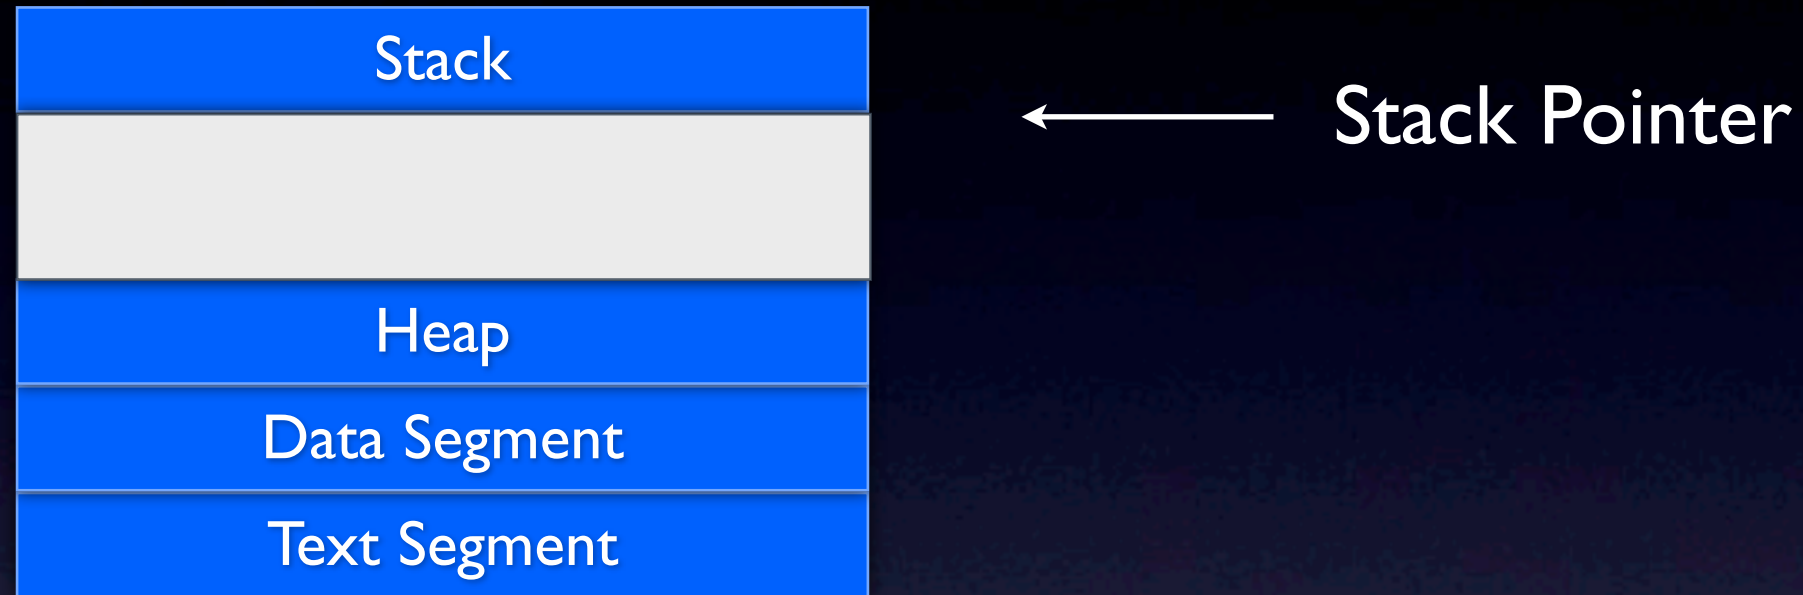 Stack
Stack Pointer
Heap
Data Segment
Text Segment